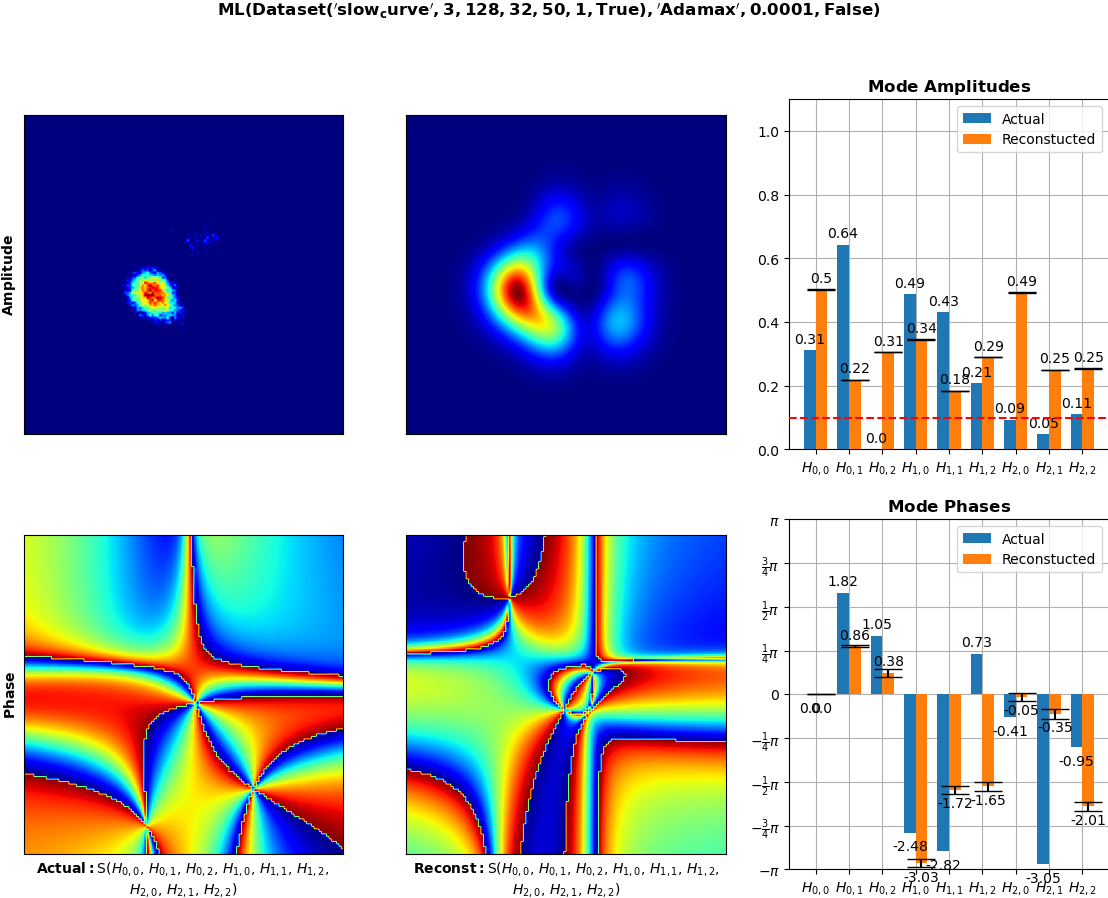 ML(Dataset('slow_curve', 3, 128, 32, 50, 1, True), 'Adamax', 0.0001, False)
Amplitude
Mode Amplitudes
Actual
Reconstucted
1.0
0.8
0.6
0.4
0.2
0.0
0.31
0.5
0.64
0.22
0.0
0.31
0.49
0.34
0.43
0.18
0.21
0.29
0.09
0.49
0.05
0.25
0.11
0.25
H0,0 H0,1 H0,2 H1,0 H1,1 H1,2 H2,0 H2,1 H2,2
Phase
Mode Phases
Actual
Reconstucted
π
3/4π
1/2π
1/4π
0
−1/4π
−1/2π
−3/4π
−π
0.0
0.0
1.82
0.86
1.05
0.38
-2.48
-3.03
-2.82
-1.72
0.73
-1.65
-0.41
-0.05
-3.05
-0.35
-0.95
-2.01
H0,0 H0,1 H0,2 H1,0 H1,1 H1,2 H2,0 H2,1 H2,2
Actual: S(H0,0, H0,1, H0,2, H1,0, H1,1, H1,2,
H2,0, H2,1, H2,2)
Reconst: S(H0,0, H0,1, H0,2, H1,0, H1,1, H1,2,
H2,0, H2,1, H2,2)